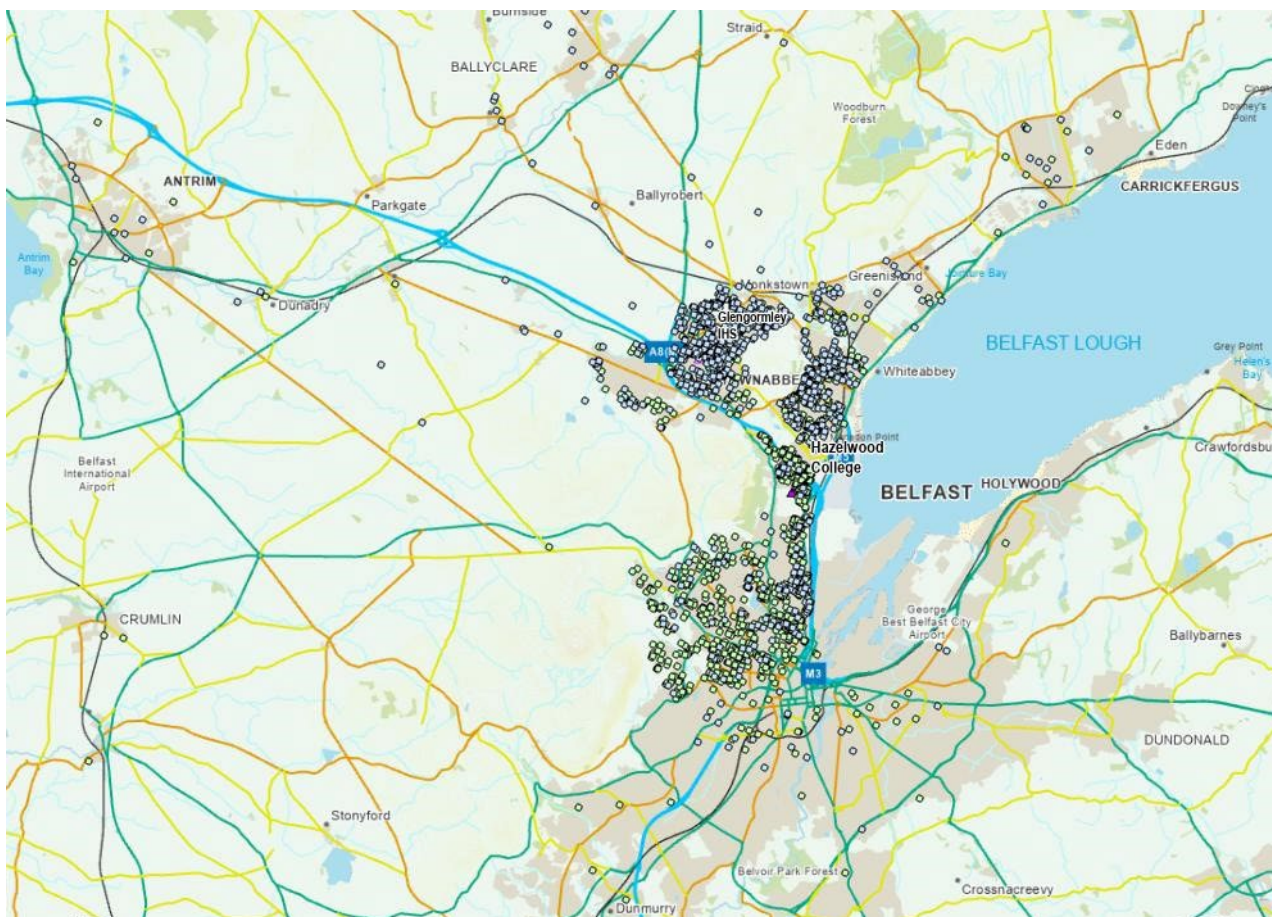 Burnside
Straid
BALLYCLARE
Woodburn
Forest
Downey's
Point
Eden
ANTRIM
CARRICKFERGUS
Parkgate
Ballyrobert
Antrim
Bay
Greenisland
Jointure Bay
Monkstown
Dunadry
Glengormley
IHS
BELFAST LOUGH
Grey Point
Helen's
Bay
A8(M
WNABBE
Whiteabbey
Hazelwood
College
Crawfordsbu
Belfast
International
Airport
BELFAST
HOLYWOOD
CRUMLIN
George
Best Belfast City
Airport
Ballybarnes
M3
DUNDONALD
Stonyford
Belvoir Park Forest
Crossnacreevy
Dunmurry